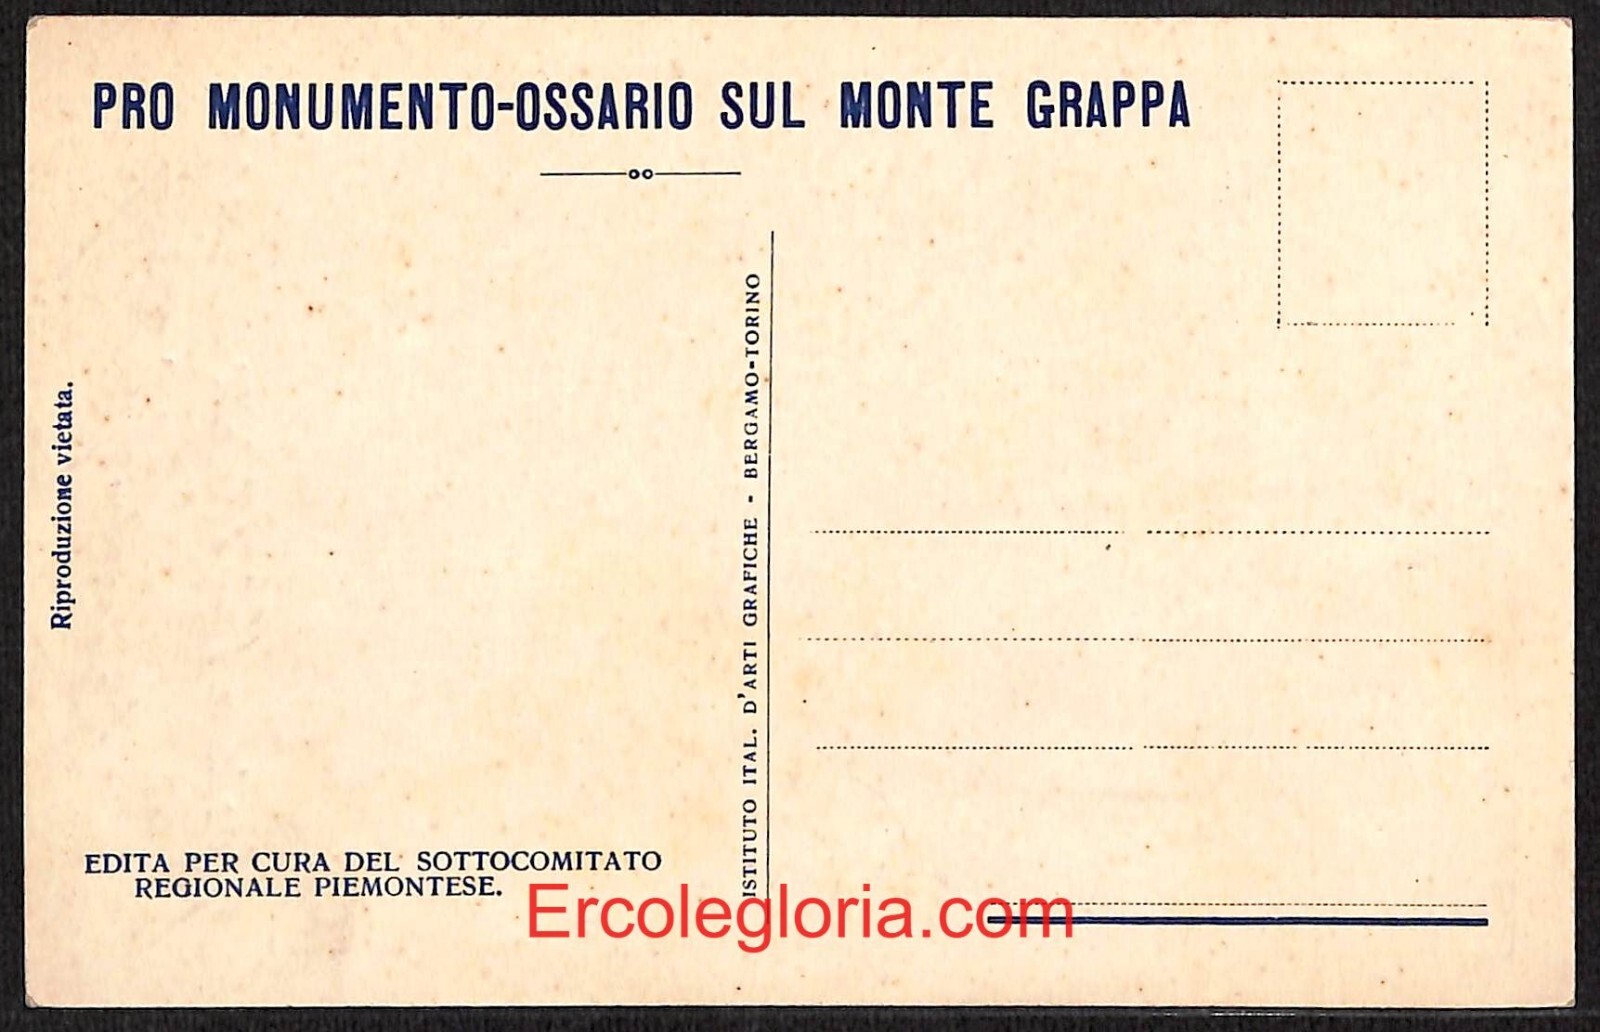 PRO MONUMENTO-OSSARIO SUL MONTE GRAPPA
Riproduzione vietata.
ISTITUTO ITAL. D'ARTI GRAFICHE - BERGAMO-TORINO
EDITA PER CURA DEL SOTTOCOMITATO
REGIONALE PIEMONTESE.
Ercolegloria.com